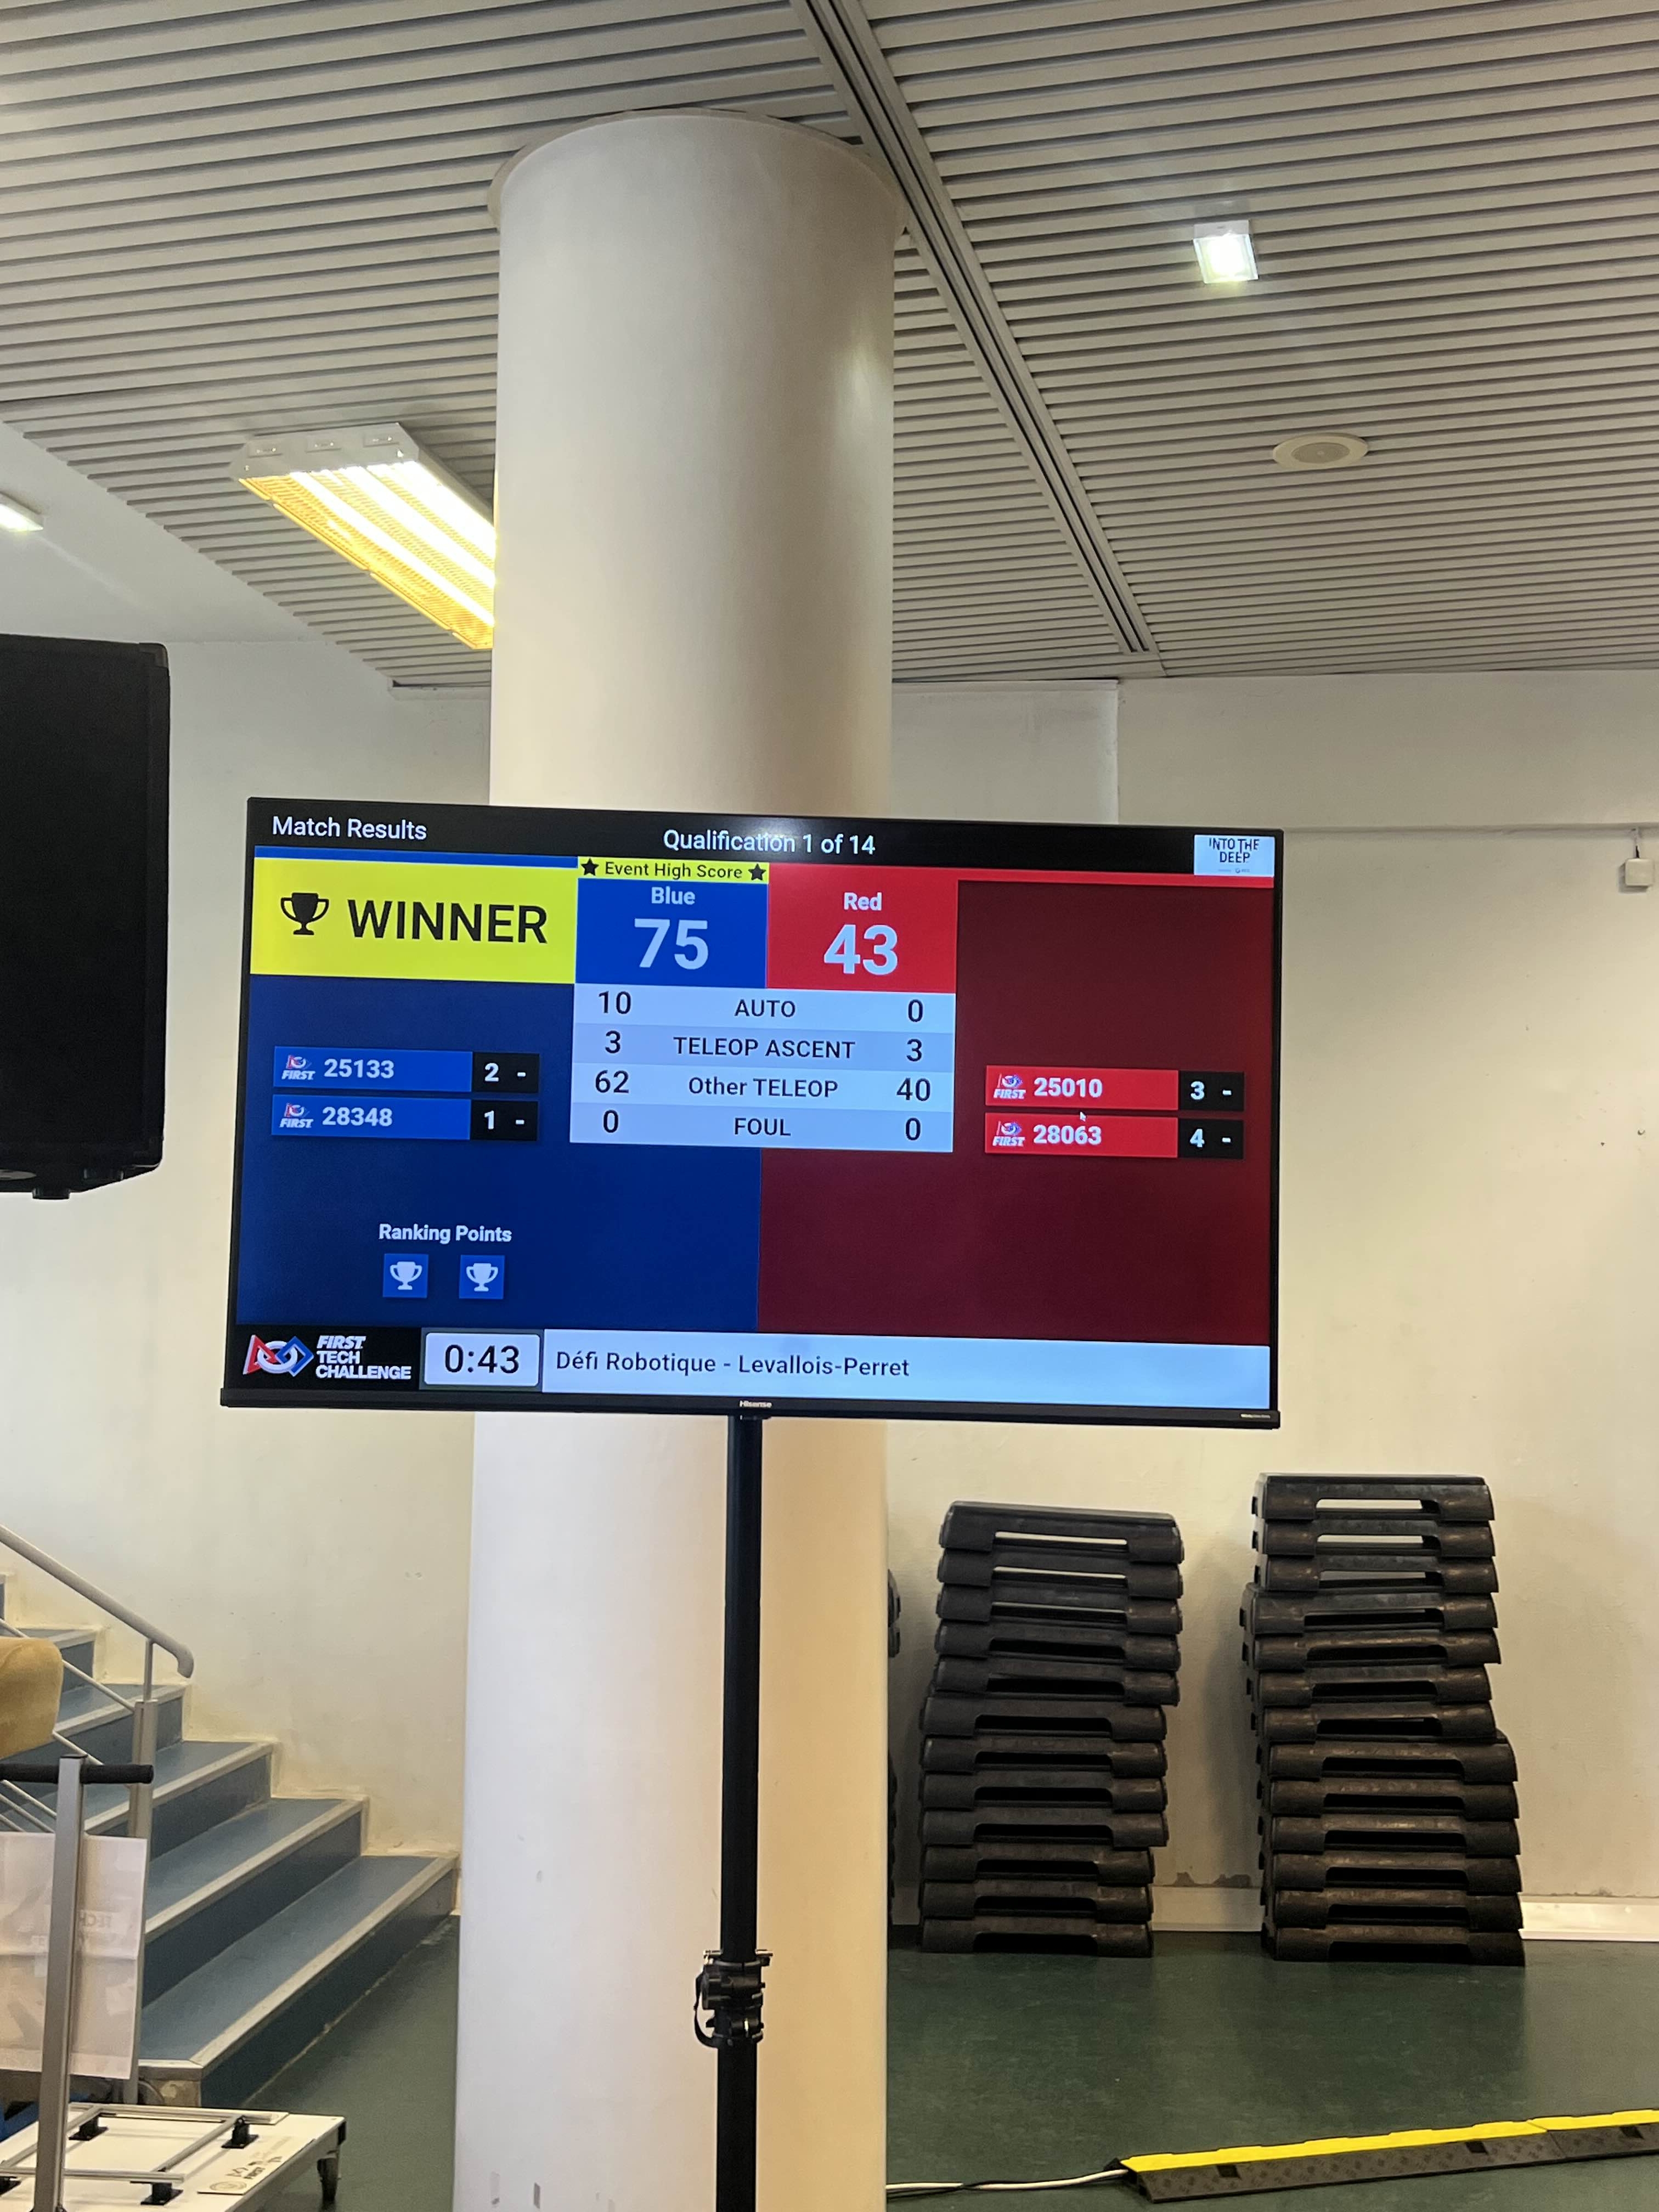 Match Results
Qualification 1 of 14
INTO THE
DEEP
Event High Score
WINNER
Blue
Red
75
43
10 AUTO 0
3 TELEOP ASCENT 3
62 Other TELEOP 40
0 FOUL 0
FIRST 25133 2 -
FIRST 28348 1 -
FIRST 25010 3 -
FIRST 28063 4 -
Ranking Points
FIRST
TECH
CHALLENGE
0:43
Défi Robotique - Levallois-Perret
Hisense